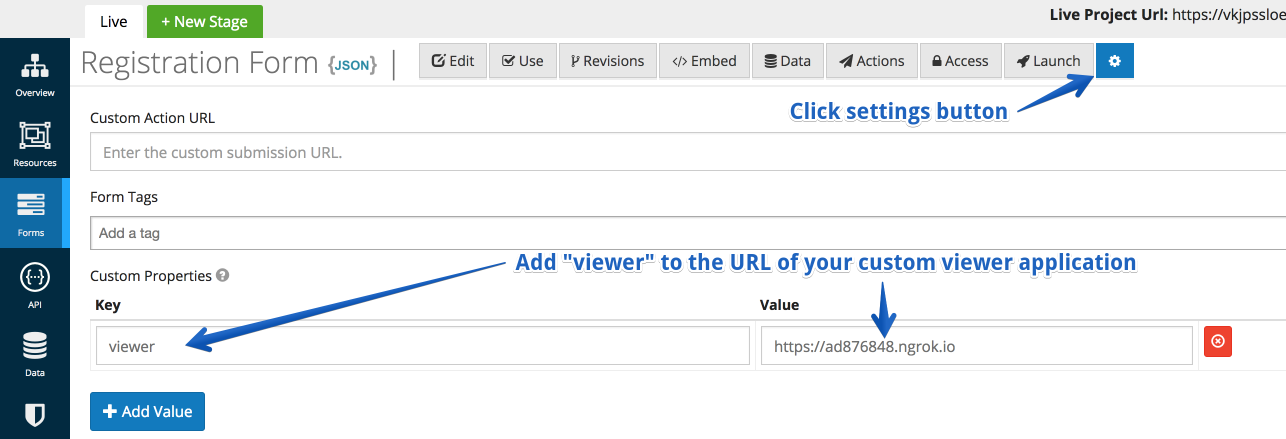 Live
+ New Stage
Live Project Url: https://vkjpssloe
Registration Form {JSON}
Edit
Use
Revisions
</> Embed
Data
Actions
Access
Launch
Overview
Click settings button
Custom Action URL
Enter the custom submission URL.
Resources
Form Tags
Add a tag
Forms
Add "viewer" to the URL of your custom viewer application
Custom Properties ?
API
Key
Value
viewer
https://ad876848.ngrok.io
Data
+ Add Value